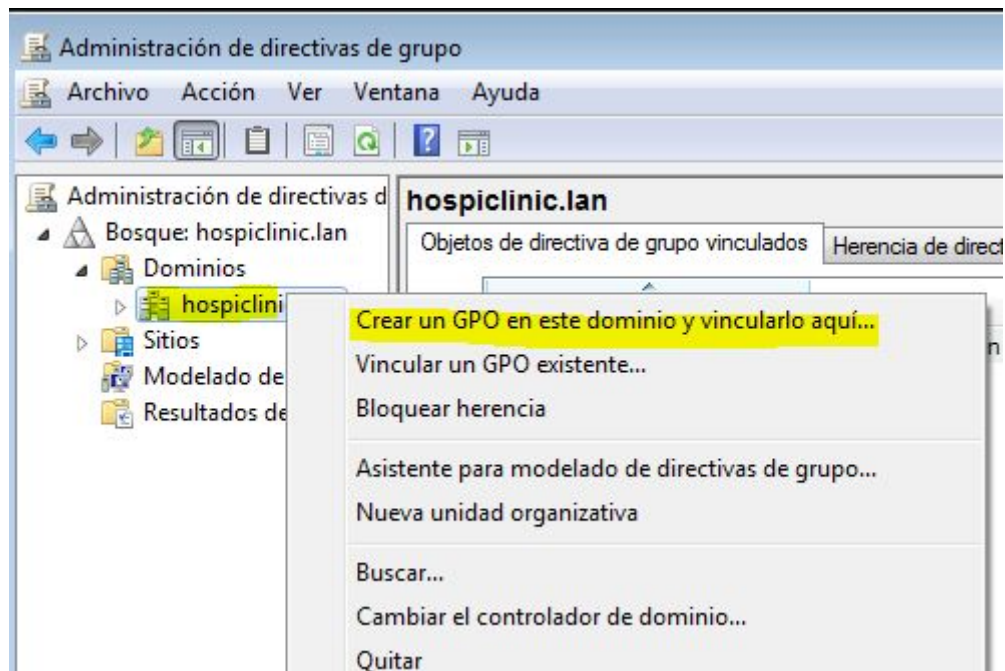 Administración de directivas de grupo
Archivo Acción Ver Ventana Ayuda
Administración de directivas d
Bosque: hospiclinic.lan
Dominios
hospiclini
Sitios
Modelado de
Resultados de
hospiclinic.lan
Objetos de directiva de grupo vinculados
Herencia de direct
n
Crear un GPO en este dominio y vincularlo aquí...
Vincular un GPO existente...
Bloquear herencia
Asistente para modelado de directivas de grupo...
Nueva unidad organizativa
Buscar...
Cambiar el controlador de dominio...
Quitar